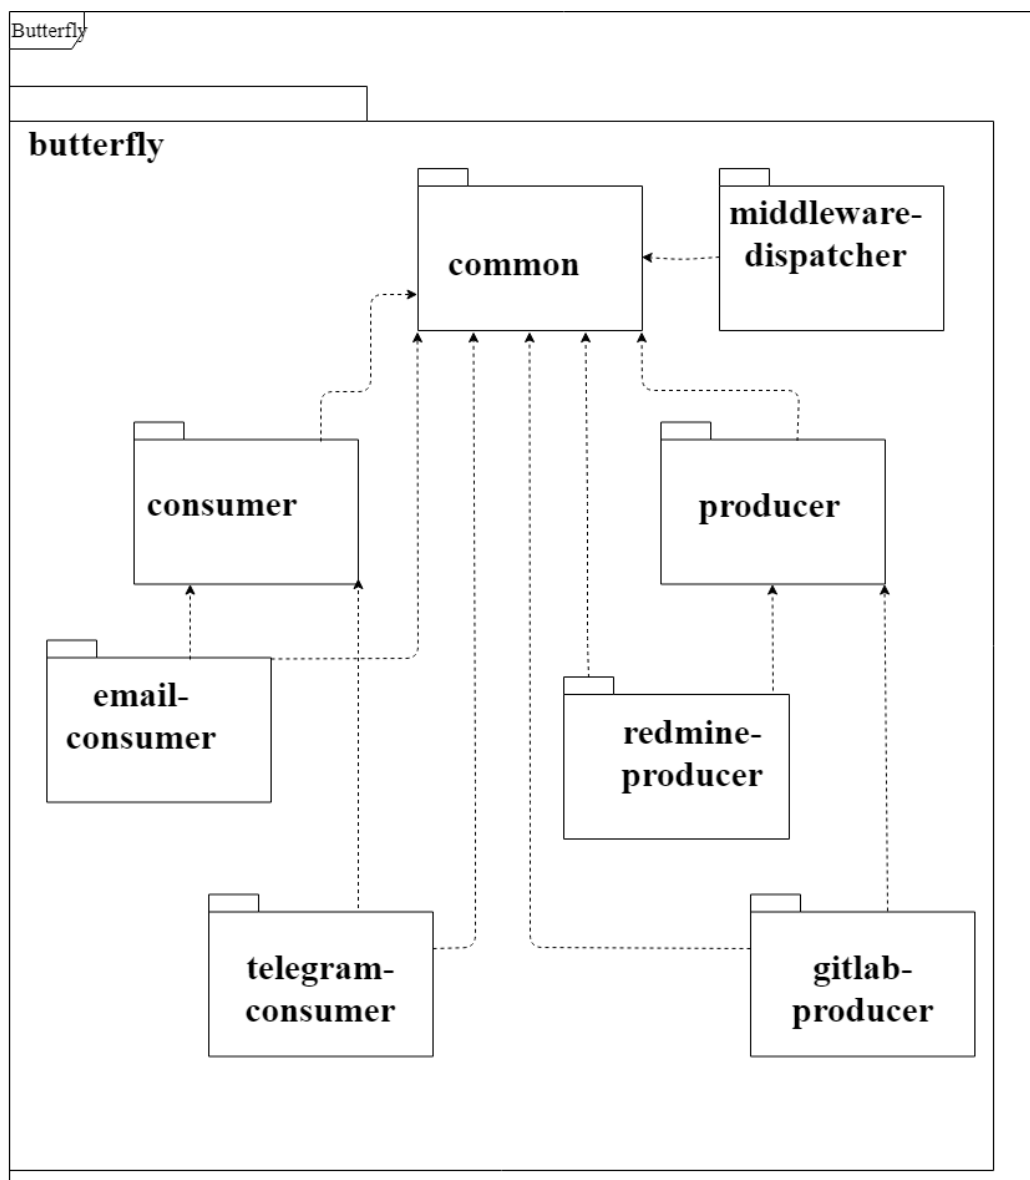 Butterfly
butterfly
common
middleware-
dispatcher
consumer
producer
email-
consumer
redmine-
producer
telegram-
consumer
gitlab-
producer